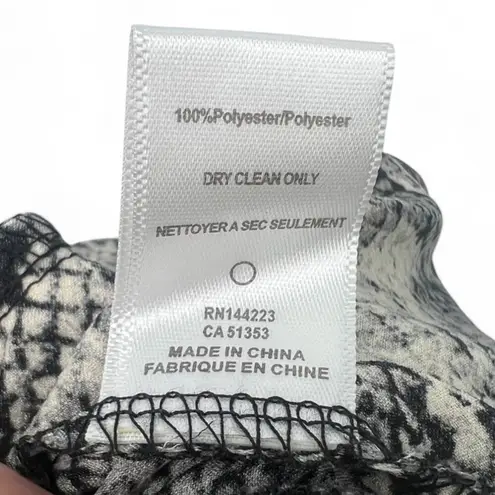 100%Polyester/Polyester
DRY CLEAN ONLY
NETTOYER A SEC SEULEMENT
RN144223
CA 51353
MADE IN CHINA
FABRIQUE EN CHINE